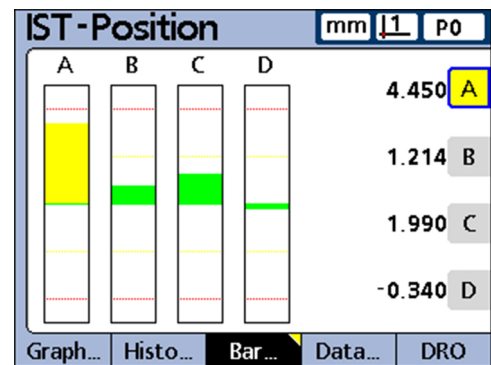 IST-Position mm 1 P0
A B C D
4.450 A
1.214 B
1.990 C
-0.340 D
Graph... Histo... Bar... Data... DRO